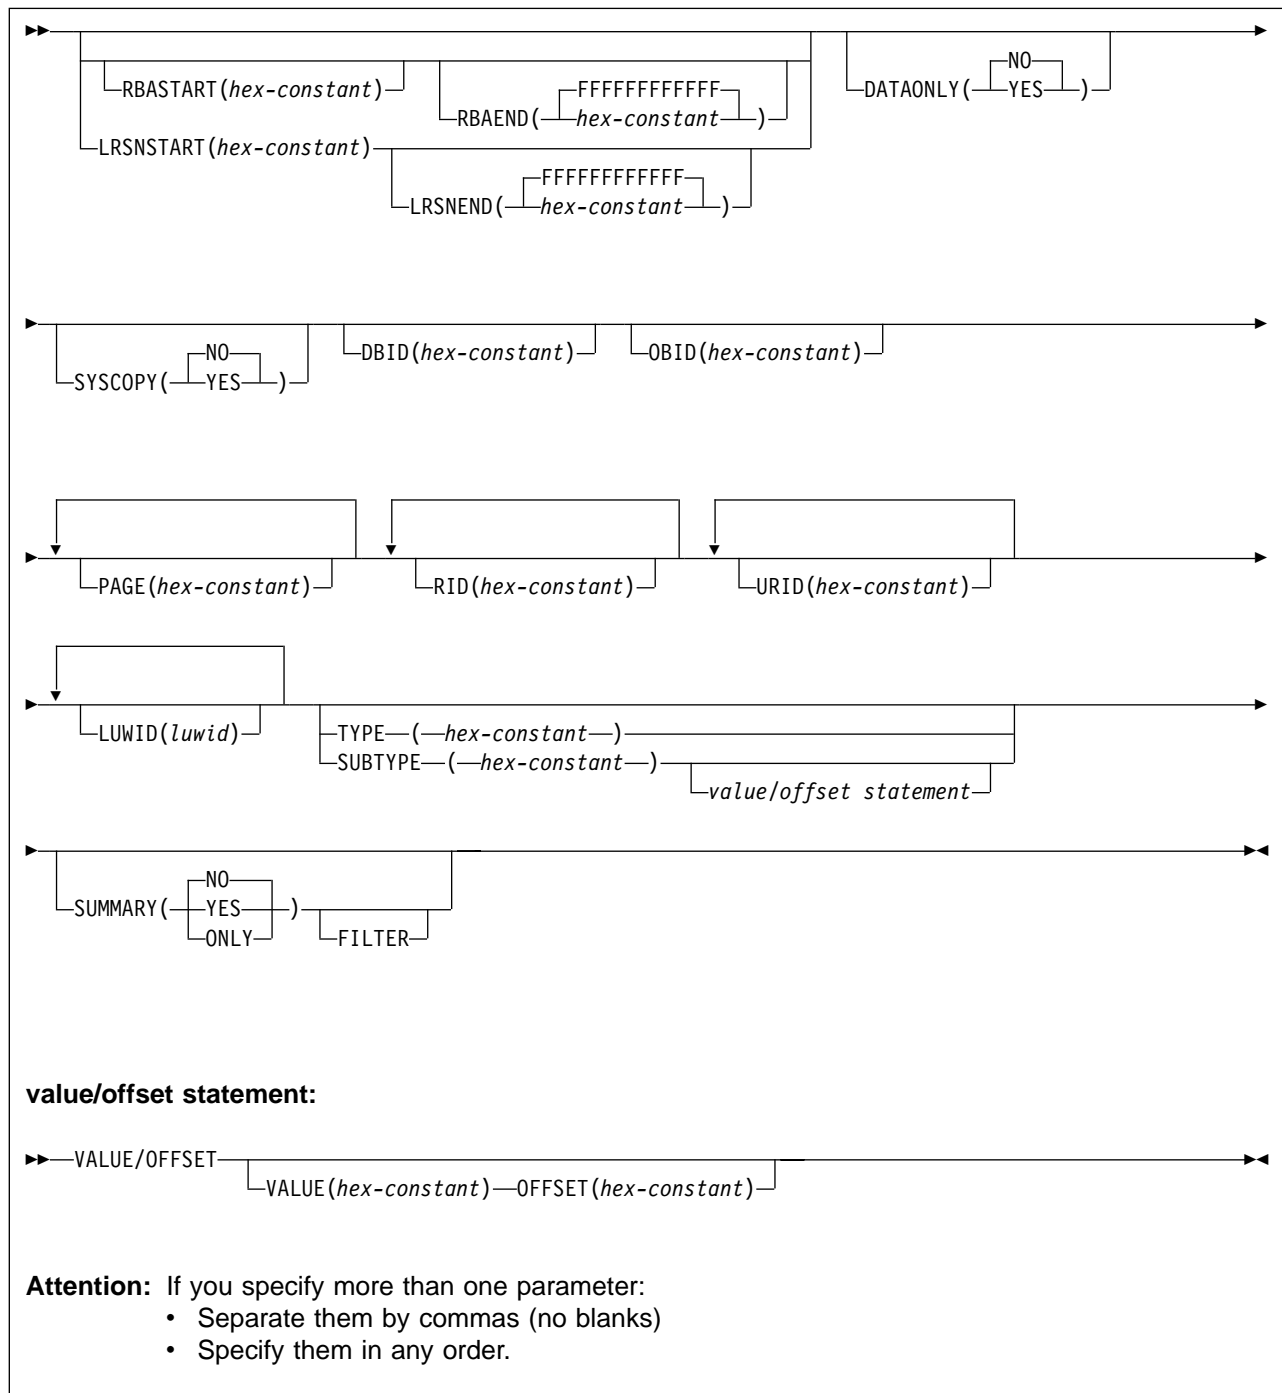 NO NO
RBASTART(hex-constant) FFFFFFFFFFFF DATAONLY( YES )
RBAEND( hex-constant )
LRSNSTART(hex-constant)
FFFFFFFFFFFF
LRSNEND( hex-constant )
NO DBID(hex-constant) OBID(hex-constant)
SYSCOPY( YES )
PAGE(hex-constant) RID(hex-constant) URID(hex-constant)
LUWID(luwid) TYPE ( hex-constant )
SUBTYPE ( hex-constant )
value/offset statement
NO
SUMMARY( YES )
ONLY FILTER
value/offset statement:
VALUE/OFFSET
VALUE(hex-constant) OFFSET(hex-constant)
Attention: If you specify more than one parameter:
• Separate them by commas (no blanks)
• Specify them in any order.